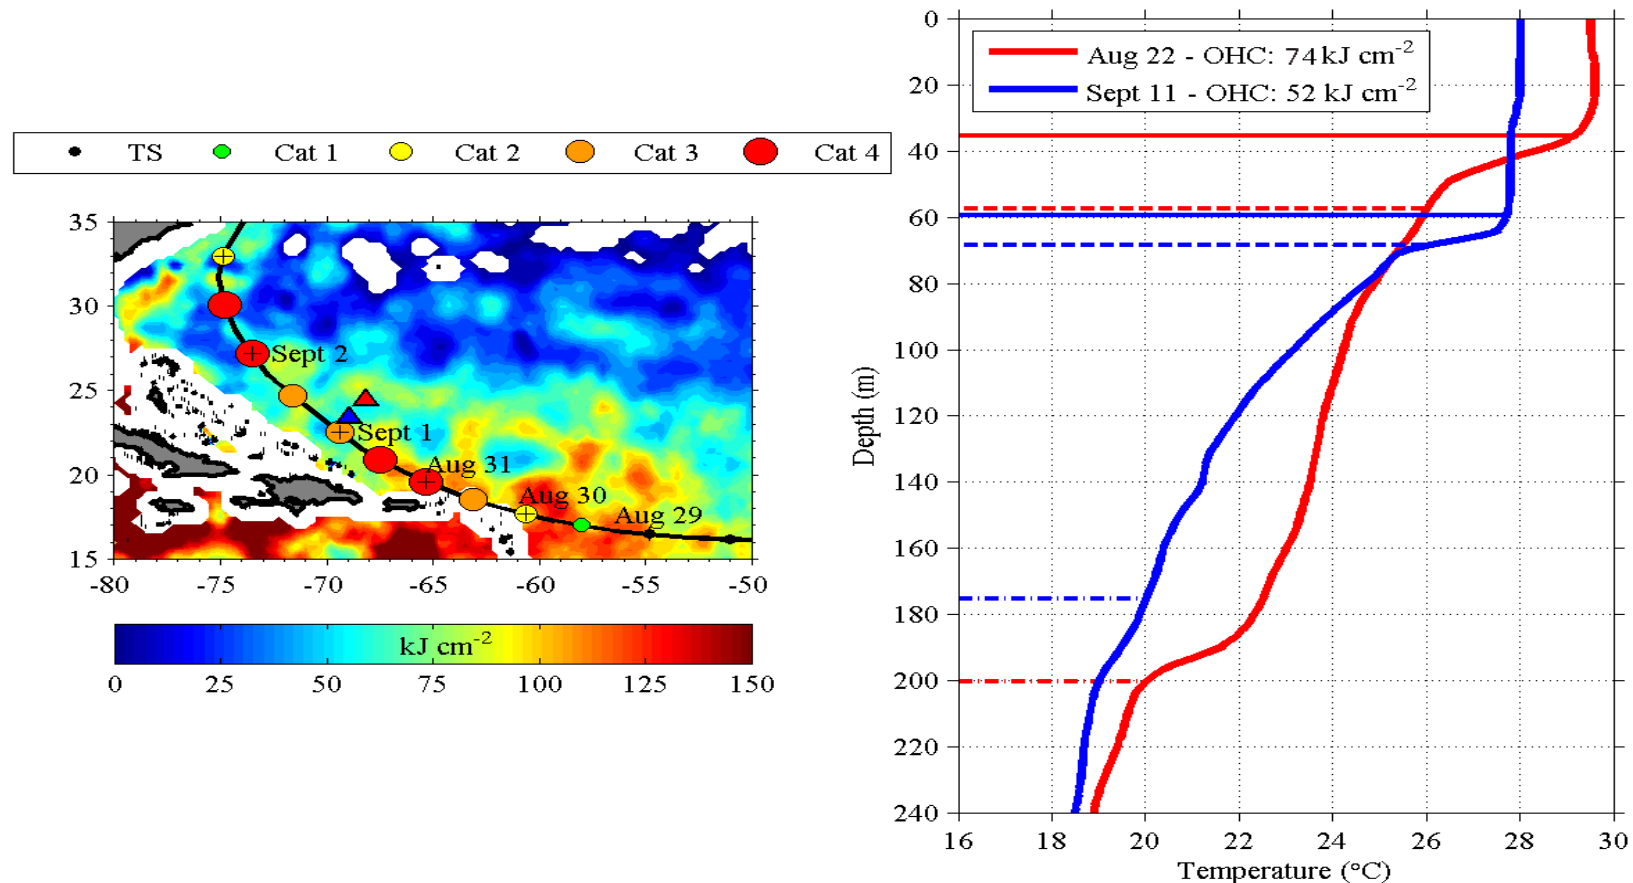 TS Cat 1 Cat 2 Cat 3 Cat 4
35
30
25
20
15
Sept 2
Sept 1
Aug 31
Aug 30
Aug 29
-80 -75 -70 -65 -60 -55 -50
kJ cm-2
0 25 50 75 100 125 150
Aug 22 - OHC: 74 kJ cm-2
Sept 11 - OHC: 52 kJ cm-2
0
20
40
60
80
100
120
140
160
180
200
220
240
Depth (m)
16 18 20 22 24 26 28 30
Temperature (°C)